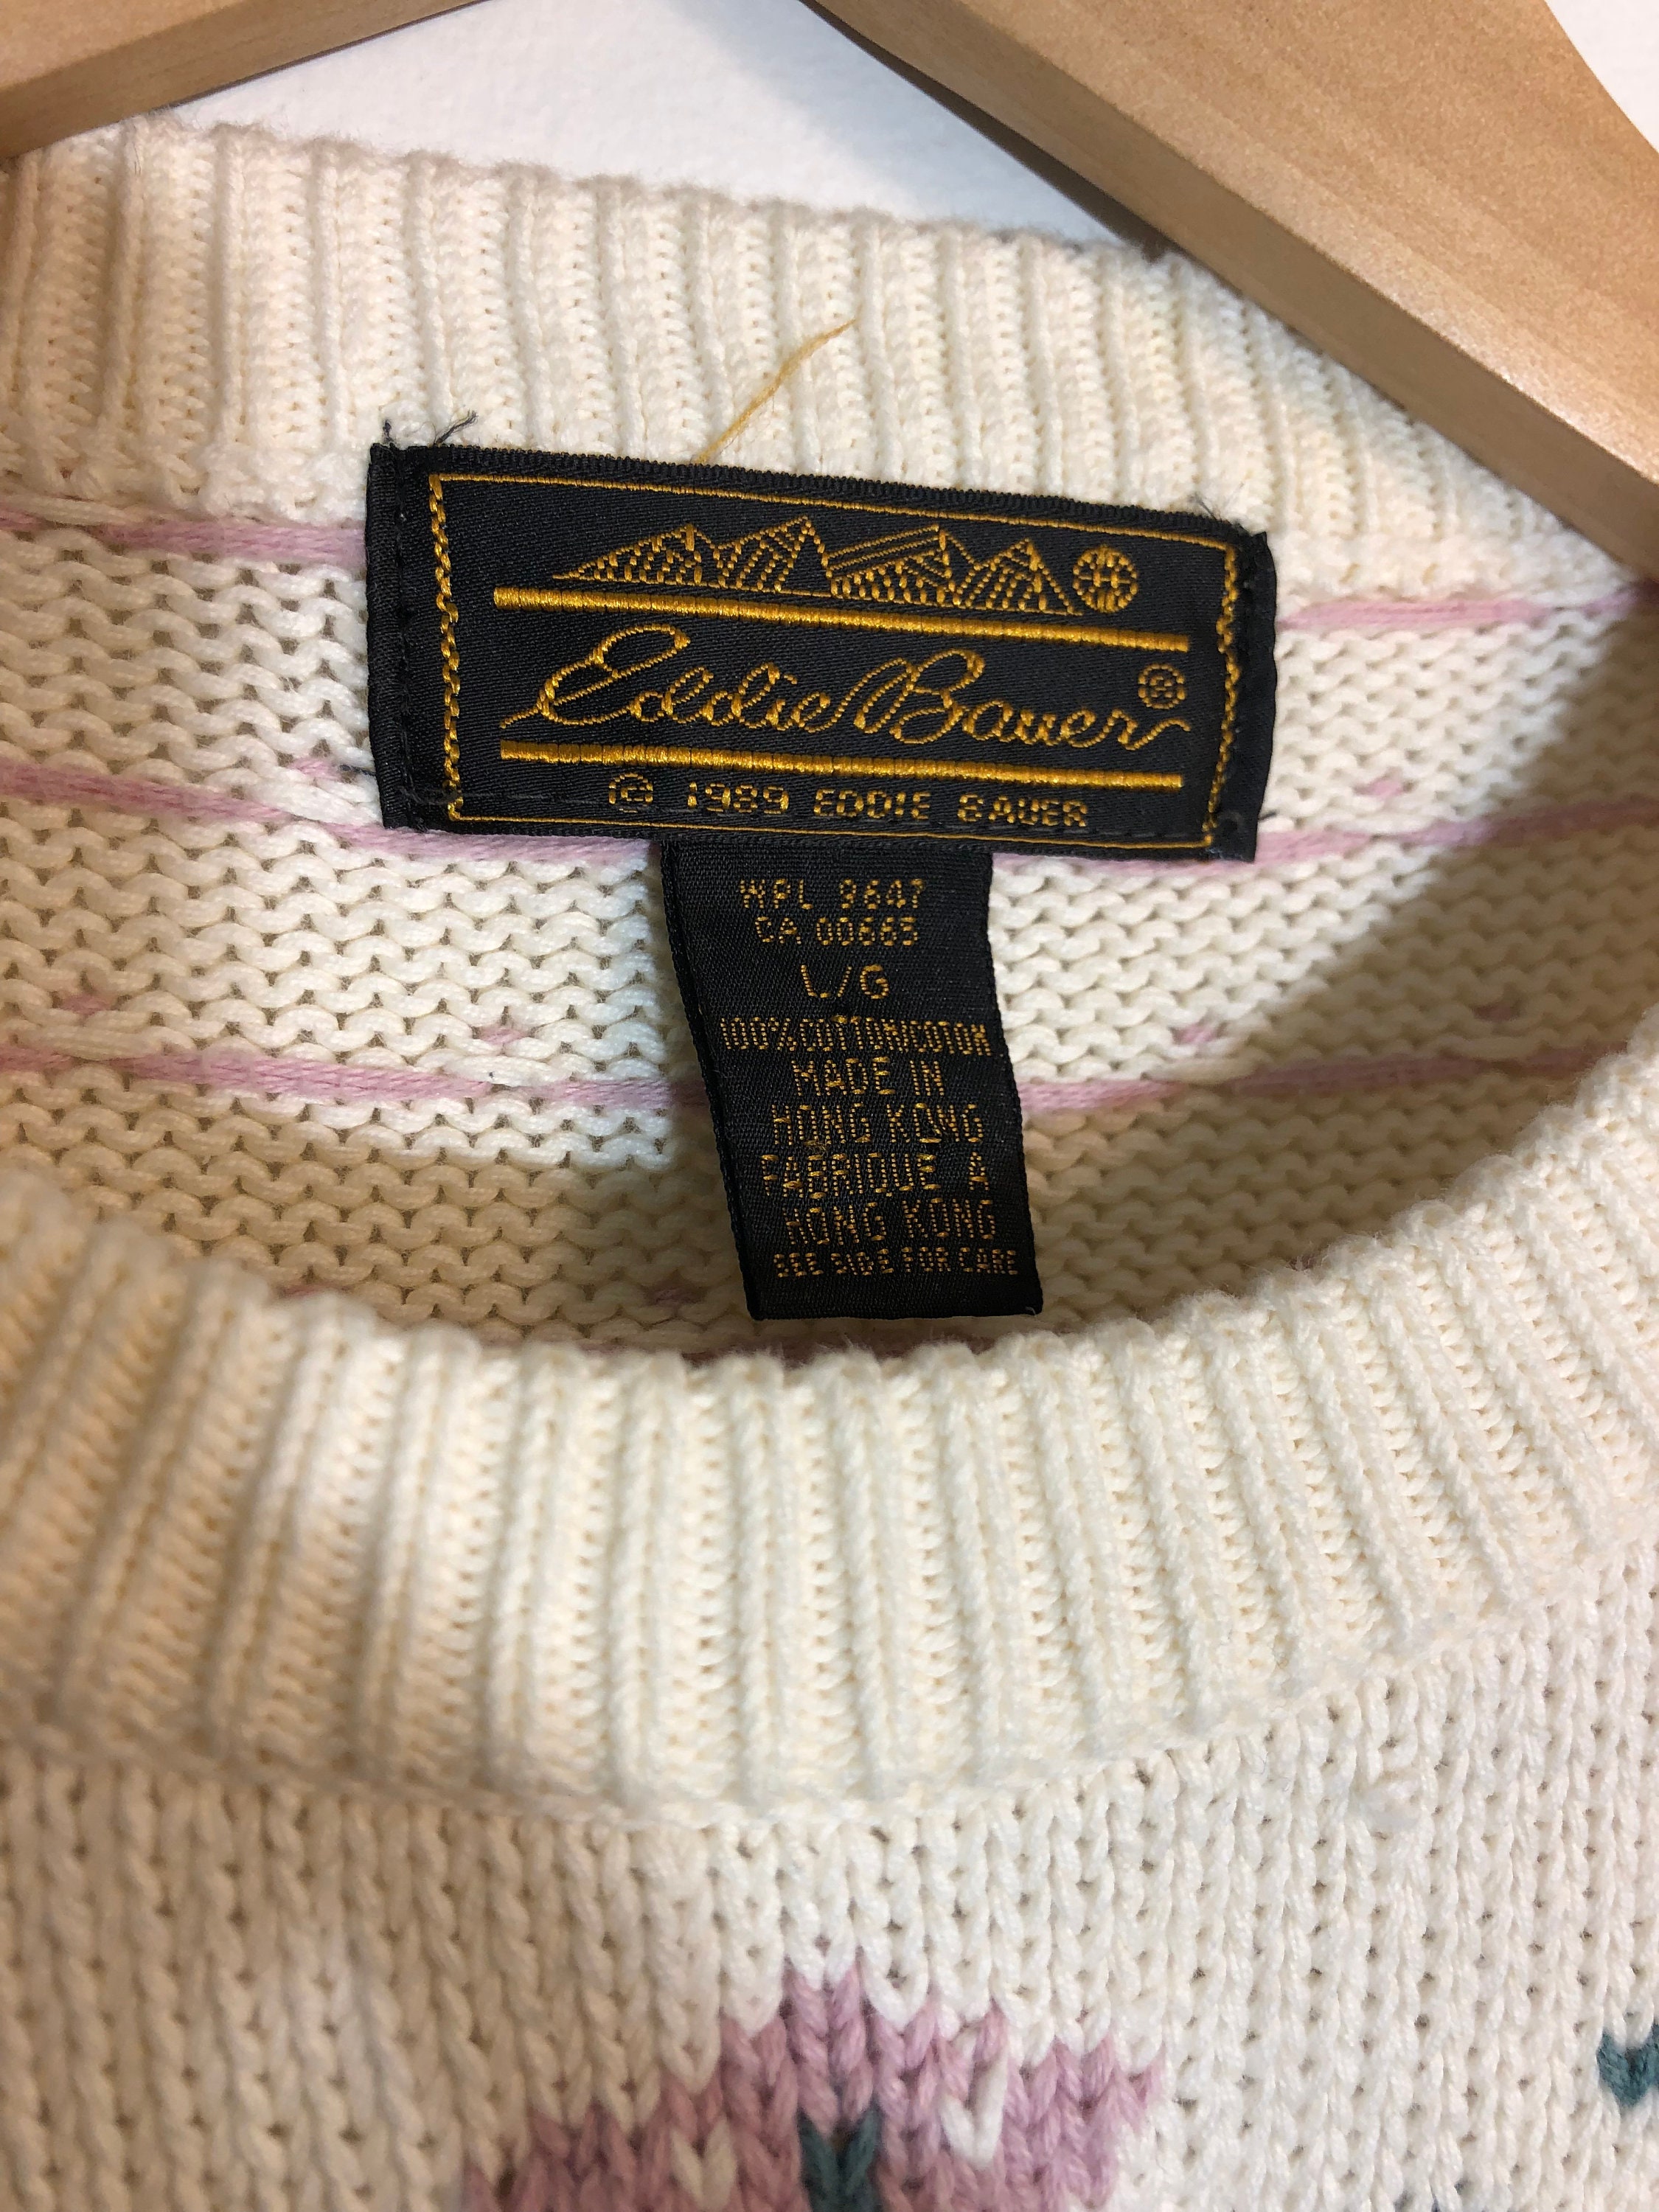 Eddie Bauer ®
© 1989 EDDIE BAUER
WPL 9647
CA 00665
L/G
100% COTTON/COTON
MADE IN
HONG KONG
FABRIQUE A
HONG KONG
SEE SIDE FOR CARE